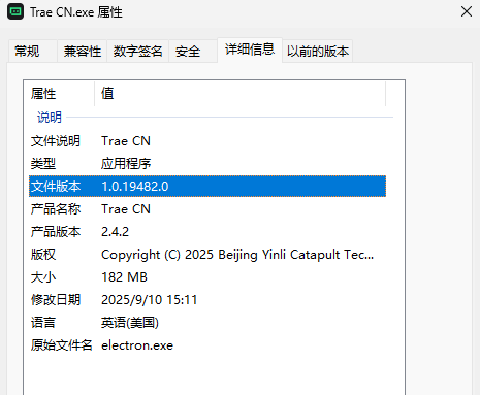 Trae CN.exe 属性
常规 兼容性 数字签名 安全 详细信息 以前的版本
属性 值
说明
文件说明 Trae CN
类型 应用程序
文件版本 1.0.19482.0
产品名称 Trae CN
产品版本 2.4.2
版权 Copyright (C) 2025 Beijing Yinli Catapult Tec...
大小 182 MB
修改日期 2025/9/10 15:11
语言 英语(美国)
原始文件名 electron.exe